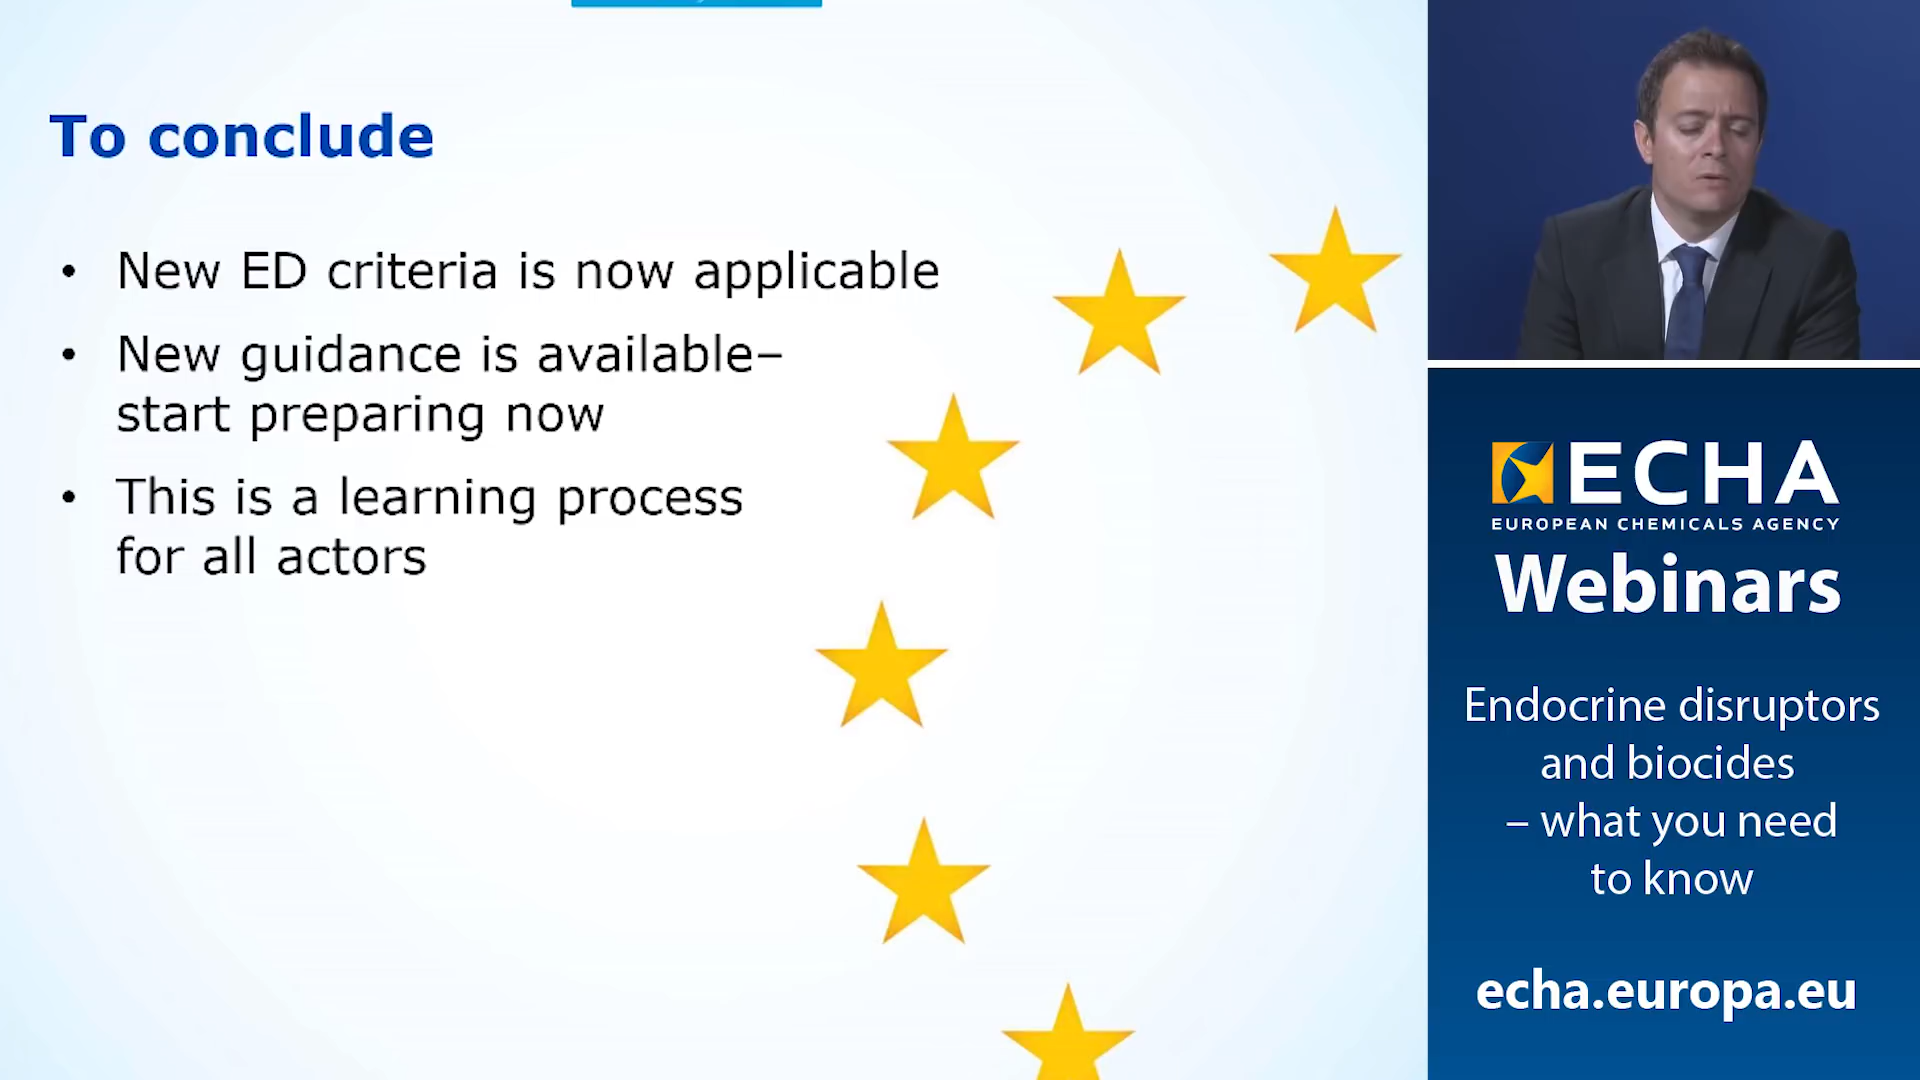 To conclude
• New ED criteria is now applicable
• New guidance is available–
start preparing now
• This is a learning process
for all actors
ECHA
EUROPEAN CHEMICALS AGENCY
Webinars
Endocrine disruptors
and biocides
– what you need
to know
echa.europa.eu